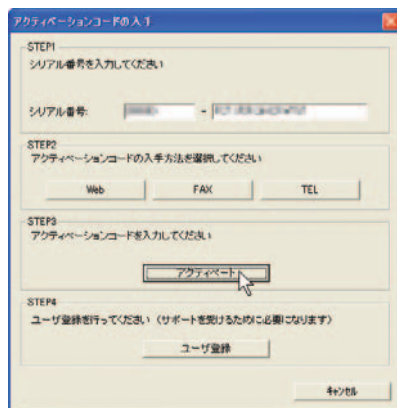 アクティベーションコードの入手
STEP1
シリアル番号を入力してください
シリアル番号: -
STEP2
アクティベーションコードの入手方法を選択してください
Web FAX TEL
STEP3
アクティベーションコードを入力してください
アクティベート
STEP4
ユーザ登録を行ってください（サポートを受けるために必要になります）
ユーザ登録
キャンセル